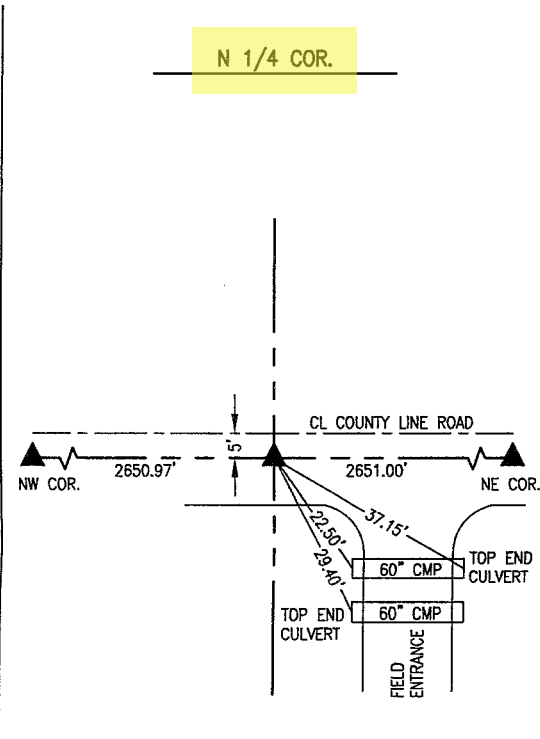 N 1/4 COR.
CL COUNTY LINE ROAD
5'
2650.97'
2651.00'
NW COR.
NE COR.
37.15'
22.50'
29.40'
60" CMP
TOP END
CULVERT
60" CMP
TOP END
CULVERT
FIELD
ENTRANCE